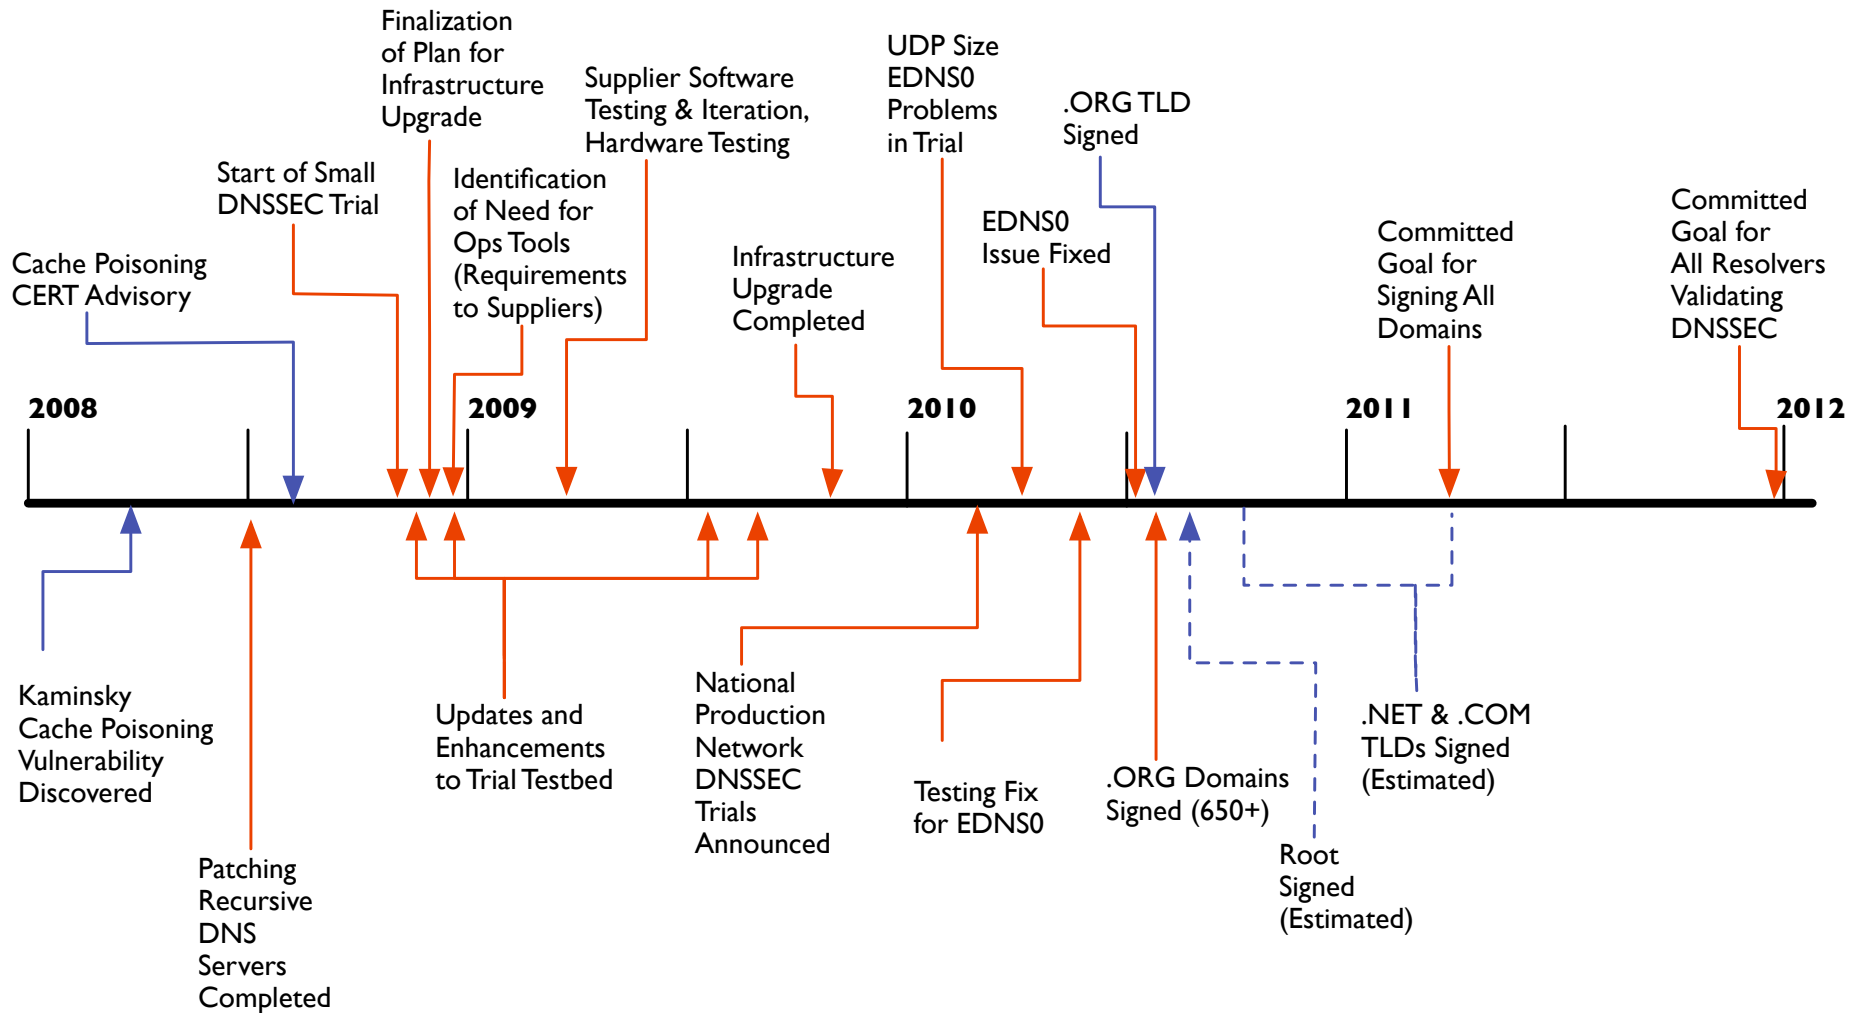 Finalization
of Plan for
Infrastructure
Upgrade
Supplier Software
Testing & Iteration,
Hardware Testing
UDP Size
EDNS0
Problems
in Trial
.ORG TLD
Signed
Start of Small
DNSSEC Trial
Identification
of Need for
Ops Tools
(Requirements
to Suppliers)
Cache Poisoning
CERT Advisory
Infrastructure
Upgrade
Completed
EDNS0
Issue Fixed
Committed
Goal for
Signing All
Domains
Committed
Goal for
All Resolvers
Validating
DNSSEC
2008
2009
2010
2011
2012
Kaminsky
Cache Poisoning
Vulnerability
Discovered
Patching
Recursive
DNS
Servers
Completed
Updates and
Enhancements
to Trial Testbed
National
Production
Network
DNSSEC
Trials
Announced
Testing Fix
for EDNS0
.ORG Domains
Signed (650+)
Root
Signed
(Estimated)
.NET & .COM
TLDs Signed
(Estimated)